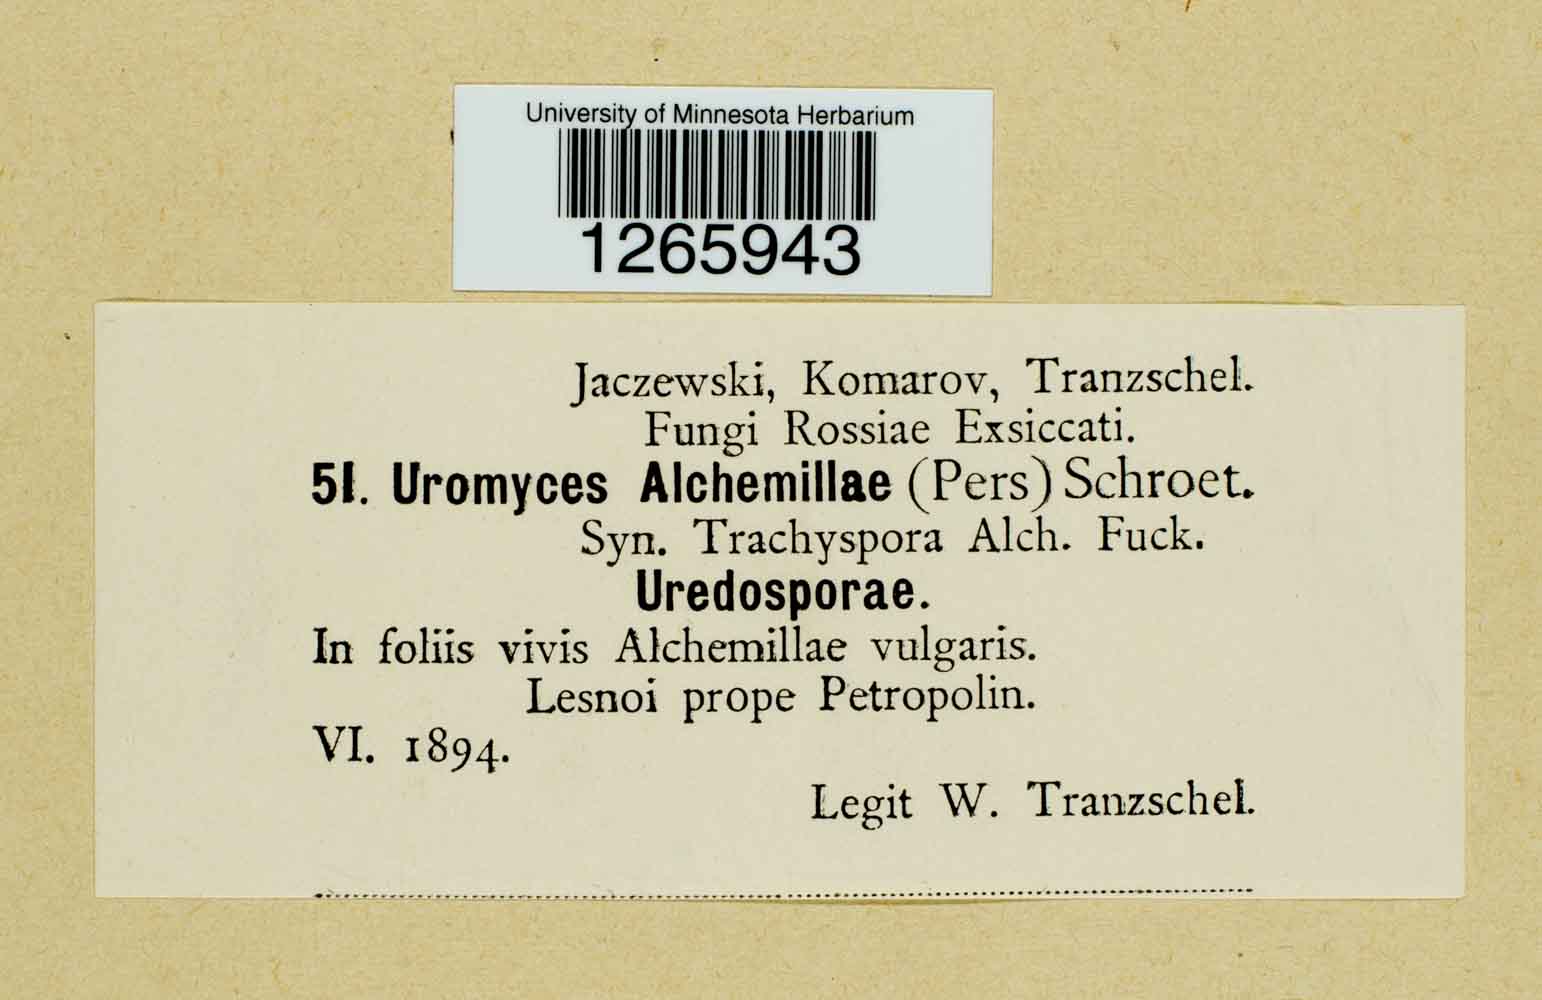 University of Minnesota Herbarium
1265943
Jaczewski, Komarov, Tranzschel.
Fungi Rossiae Exsiccati.
51. Uromyces Alchemillae (Pers) Schroet.
Syn. Trachyspora Alch. Fuck.
Uredosporae.
In foliis vivis Alchemillae vulgaris.
Lesnoi prope Petropolin.
VI. 1894.
Legit W. Tranzschel.